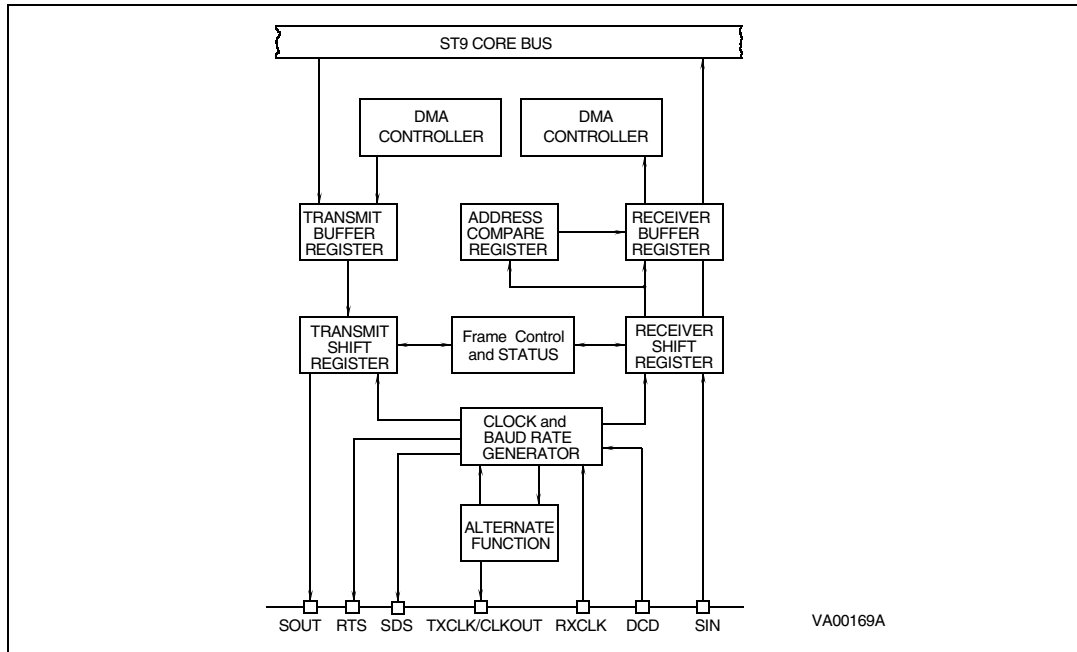 ST9 CORE BUS
DMA
CONTROLLER
DMA
CONTROLLER
TRANSMIT
BUFFER
REGISTER
ADDRESS
COMPARE
REGISTER
RECEIVER
BUFFER
REGISTER
TRANSMIT
SHIFT
REGISTER
Frame Control
and STATUS
RECEIVER
SHIFT
REGISTER
CLOCK and
BAUD RATE
GENERATOR
ALTERNATE
FUNCTION
SOUT RTS SDS TXCLK/CLKOUT RXCLK DCD SIN
VA00169A